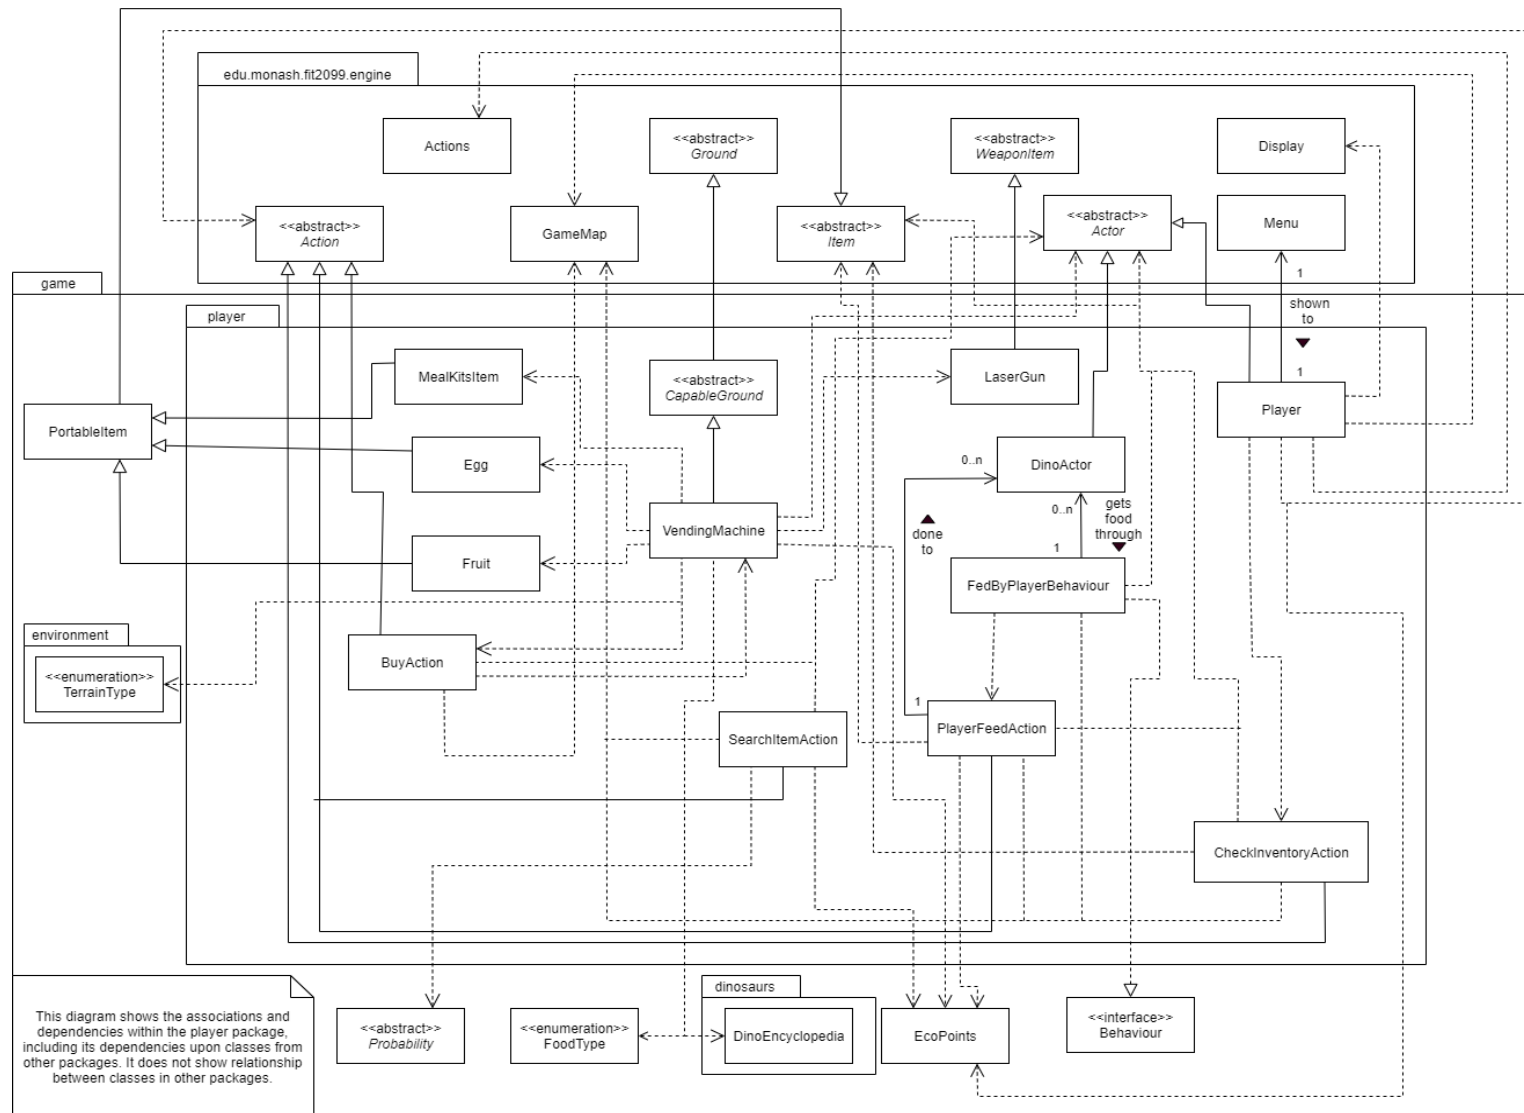 edu.monash.fit2099.engine
Actions
<<abstract>>
Ground
<<abstract>>
WeaponItem
Display
<<abstract>>
Action
GameMap
<<abstract>>
Item
<<abstract>>
Actor
Menu
game
1
shown
to
player
MealKitsItem
<<abstract>>
CapableGround
LaserGun
1
Player
PortableItem
Egg
0..n
DinoActor
VendingMachine
0..n
gets
food
through
done
to
1
Fruit
FedByPlayerBehaviour
environment
<<enumeration>>
TerrainType
BuyAction
1
SearchItemAction
PlayerFeedAction
CheckInventoryAction
dinosaurs
This diagram shows the associations and
dependencies within the player package,
including its dependencies upon classes from
other packages. It does not show relationship
between classes in other packages.
<<abstract>>
Probability
<<enumeration>>
FoodType
DinoEncyclopedia
EcoPoints
<<interface>>
Behaviour